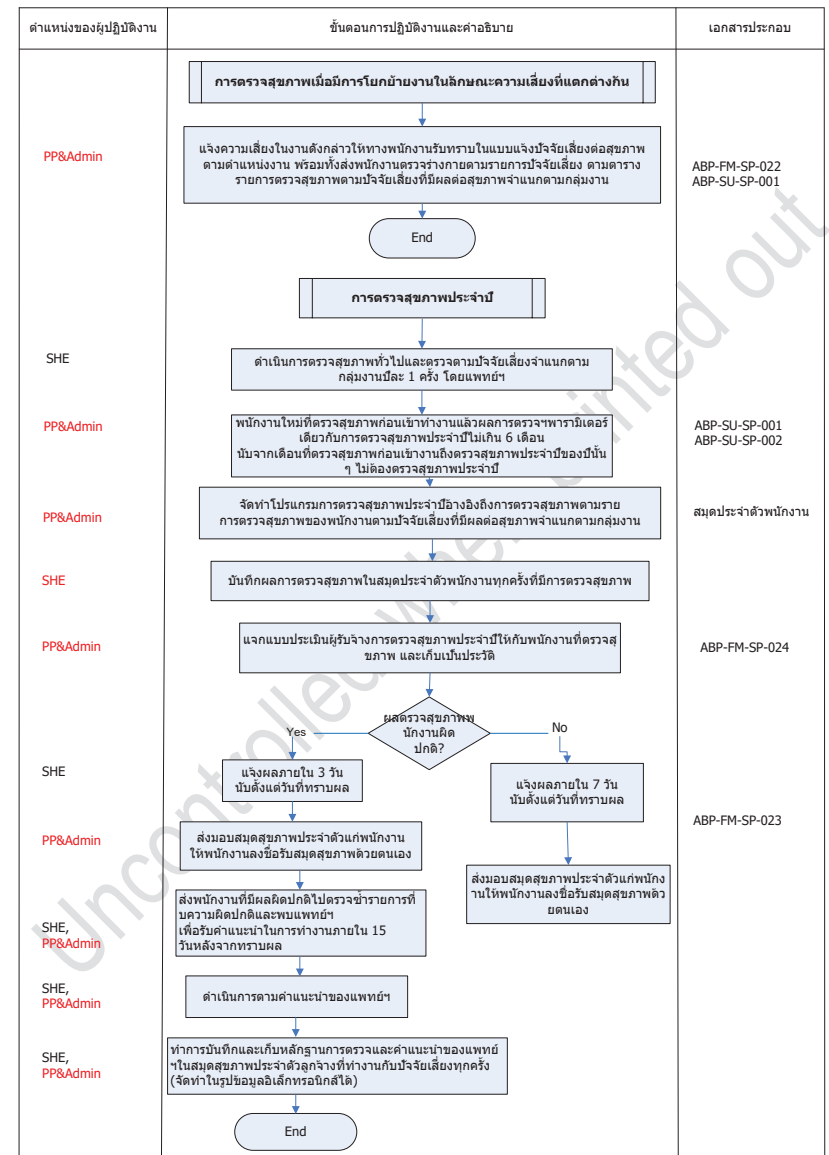 ตำแหน่งของผู้ปฏิบัติงาน
ขั้นตอนการปฏิบัติงานและคำอธิบาย
เอกสารประกอบ
การตรวจสุขภาพเมื่อมีการโยกย้ายงานในลักษณะความเสี่ยงที่แตกต่างกัน
PP&Admin
แจ้งความเสี่ยงในงานดังกล่าวให้ทางพนักงานรับทราบในแบบแจ้งปัจจัยเสี่ยงต่อสุขภาพ
ตามตำแหน่งงาน พร้อมทั้งส่งพนักงานตรวจร่างกายตามรายการปัจจัยเสี่ยง ตามตาราง
รายการตรวจสุขภาพตามปัจจัยเสี่ยงที่มีผลต่อสุขภาพจำแนกตามกลุ่มงาน
ABP-FM-SP-022
ABP-SU-SP-001
End
การตรวจสุขภาพประจำปี
SHE
ดำเนินการตรวจสุขภาพทั่วไปและตรวจตามปัจจัยเสี่ยงจำแนกตาม
กลุ่มงานปีละ 1 ครั้ง โดยแพทย์ฯ
PP&Admin
พนักงานใหม่ที่ตรวจสุขภาพก่อนเข้าทำงานแล้วผลการตรวจฯพารามิเตอร์
เดียวกับการตรวจสุขภาพประจำปีไม่เกิน 6 เดือน
นับจากเดือนที่ตรวจสุขภาพก่อนเข้างานถึงตรวจสุขภาพประจำปีของปีนั้น
ๆ ไม่ต้องตรวจสุขภาพประจำปี
ABP-SU-SP-001
ABP-SU-SP-002
PP&Admin
จัดทำโปรแกรมการตรวจสุขภาพประจำปีอ้างอิงถึงการตรวจสุขภาพตามราย
การตรวจสุขภาพของพนักงานตามปัจจัยเสี่ยงที่มีผลต่อสุขภาพจำแนกตามกลุ่มงาน
สมุดประจำตัวพนักงาน
SHE
บันทึกผลการตรวจสุขภาพในสมุดประจำตัวพนักงานทุกครั้งที่มีการตรวจสุขภาพ
PP&Admin
แจกแบบประเมินผู้รับจ้างการตรวจสุขภาพประจำปีให้กับพนักงานที่ตรวจสุ
ขภาพ และเก็บเป็นประวัติ
ABP-FM-SP-024
ผลตรวจสุขภาพพ
นักงานผิด
ปกติ?
Yes
No
SHE
แจ้งผลภายใน 3 วัน
นับตั้งแต่วันที่ทราบผล
แจ้งผลภายใน 7 วัน
นับตั้งแต่วันที่ทราบผล
ABP-FM-SP-023
PP&Admin
ส่งมอบสมุดสุขภาพประจำตัวแก่พนักงาน
ให้พนักงานลงชื่อรับสมุดสุขภาพด้วยตนเอง
ส่งมอบสมุดสุขภาพประจำตัวแก่พนักง
านให้พนักงานลงชื่อรับสมุดสุขภาพด้ว
ยตนเอง
SHE,
PP&Admin
ส่งพนักงานที่มีผลผิดปกติไปตรวจซ้ำรายการที่
บความผิดปกติและพบแพทย์ฯ
เพื่อรับคำแนะนำในการทำงานภายใน 15
วันหลังจากทราบผล
SHE,
PP&Admin
ดำเนินการตามคำแนะนำของแพทย์ฯ
SHE,
PP&Admin
ทำการบันทึกและเก็บหลักฐานการตรวจและคำแนะนำของแพทย์
ฯในสมุดสุขภาพประจำตัวลูกจ้างที่ทำงานกับปัจจัยเสี่ยงทุกครั้ง
(จัดทำในรูปข้อมูลอิเล็กทรอนิกส์ได้)
End
Uncontrolled when printed out